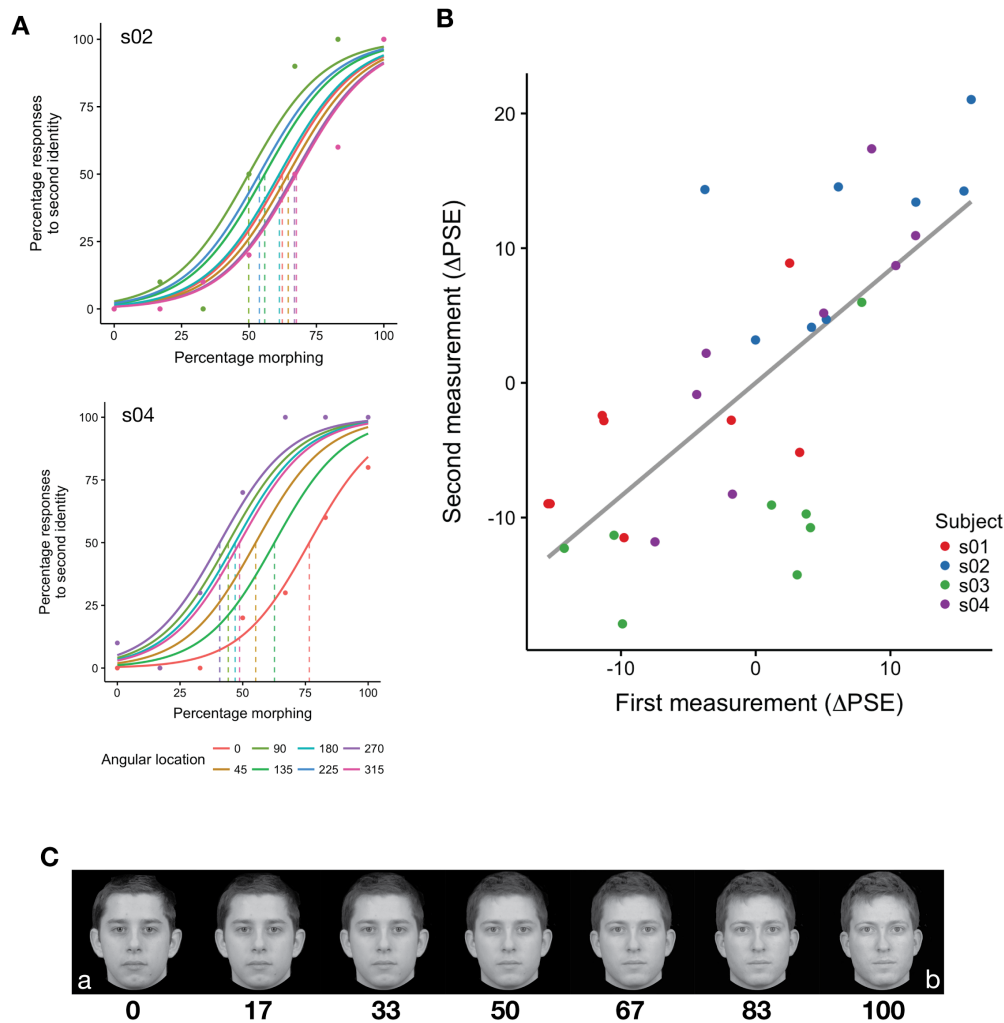 A
s02
Percentage responses
to second identity
100
75
50
25
0
0 25 50 75 100
Percentage morphing
s04
Percentage responses
to second identity
100
75
50
25
0
0 25 50 75 100
Percentage morphing
Angular location
0 90 180 270
45 135 225 315
B
Second measurement (ΔPSE)
20
10
0
-10
-10 0 10
First measurement (ΔPSE)
Subject
s01
s02
s03
s04
C
a b
0 17 33 50 67 83 100